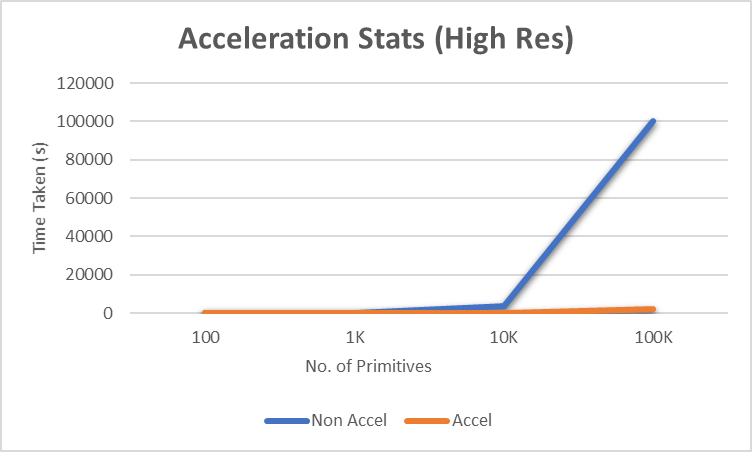 Acceleration Stats (High Res)
120000
100000
80000
60000
40000
20000
0
Time Taken (s)
100 1K 10K 100K
No. of Primitives
Non Accel Accel